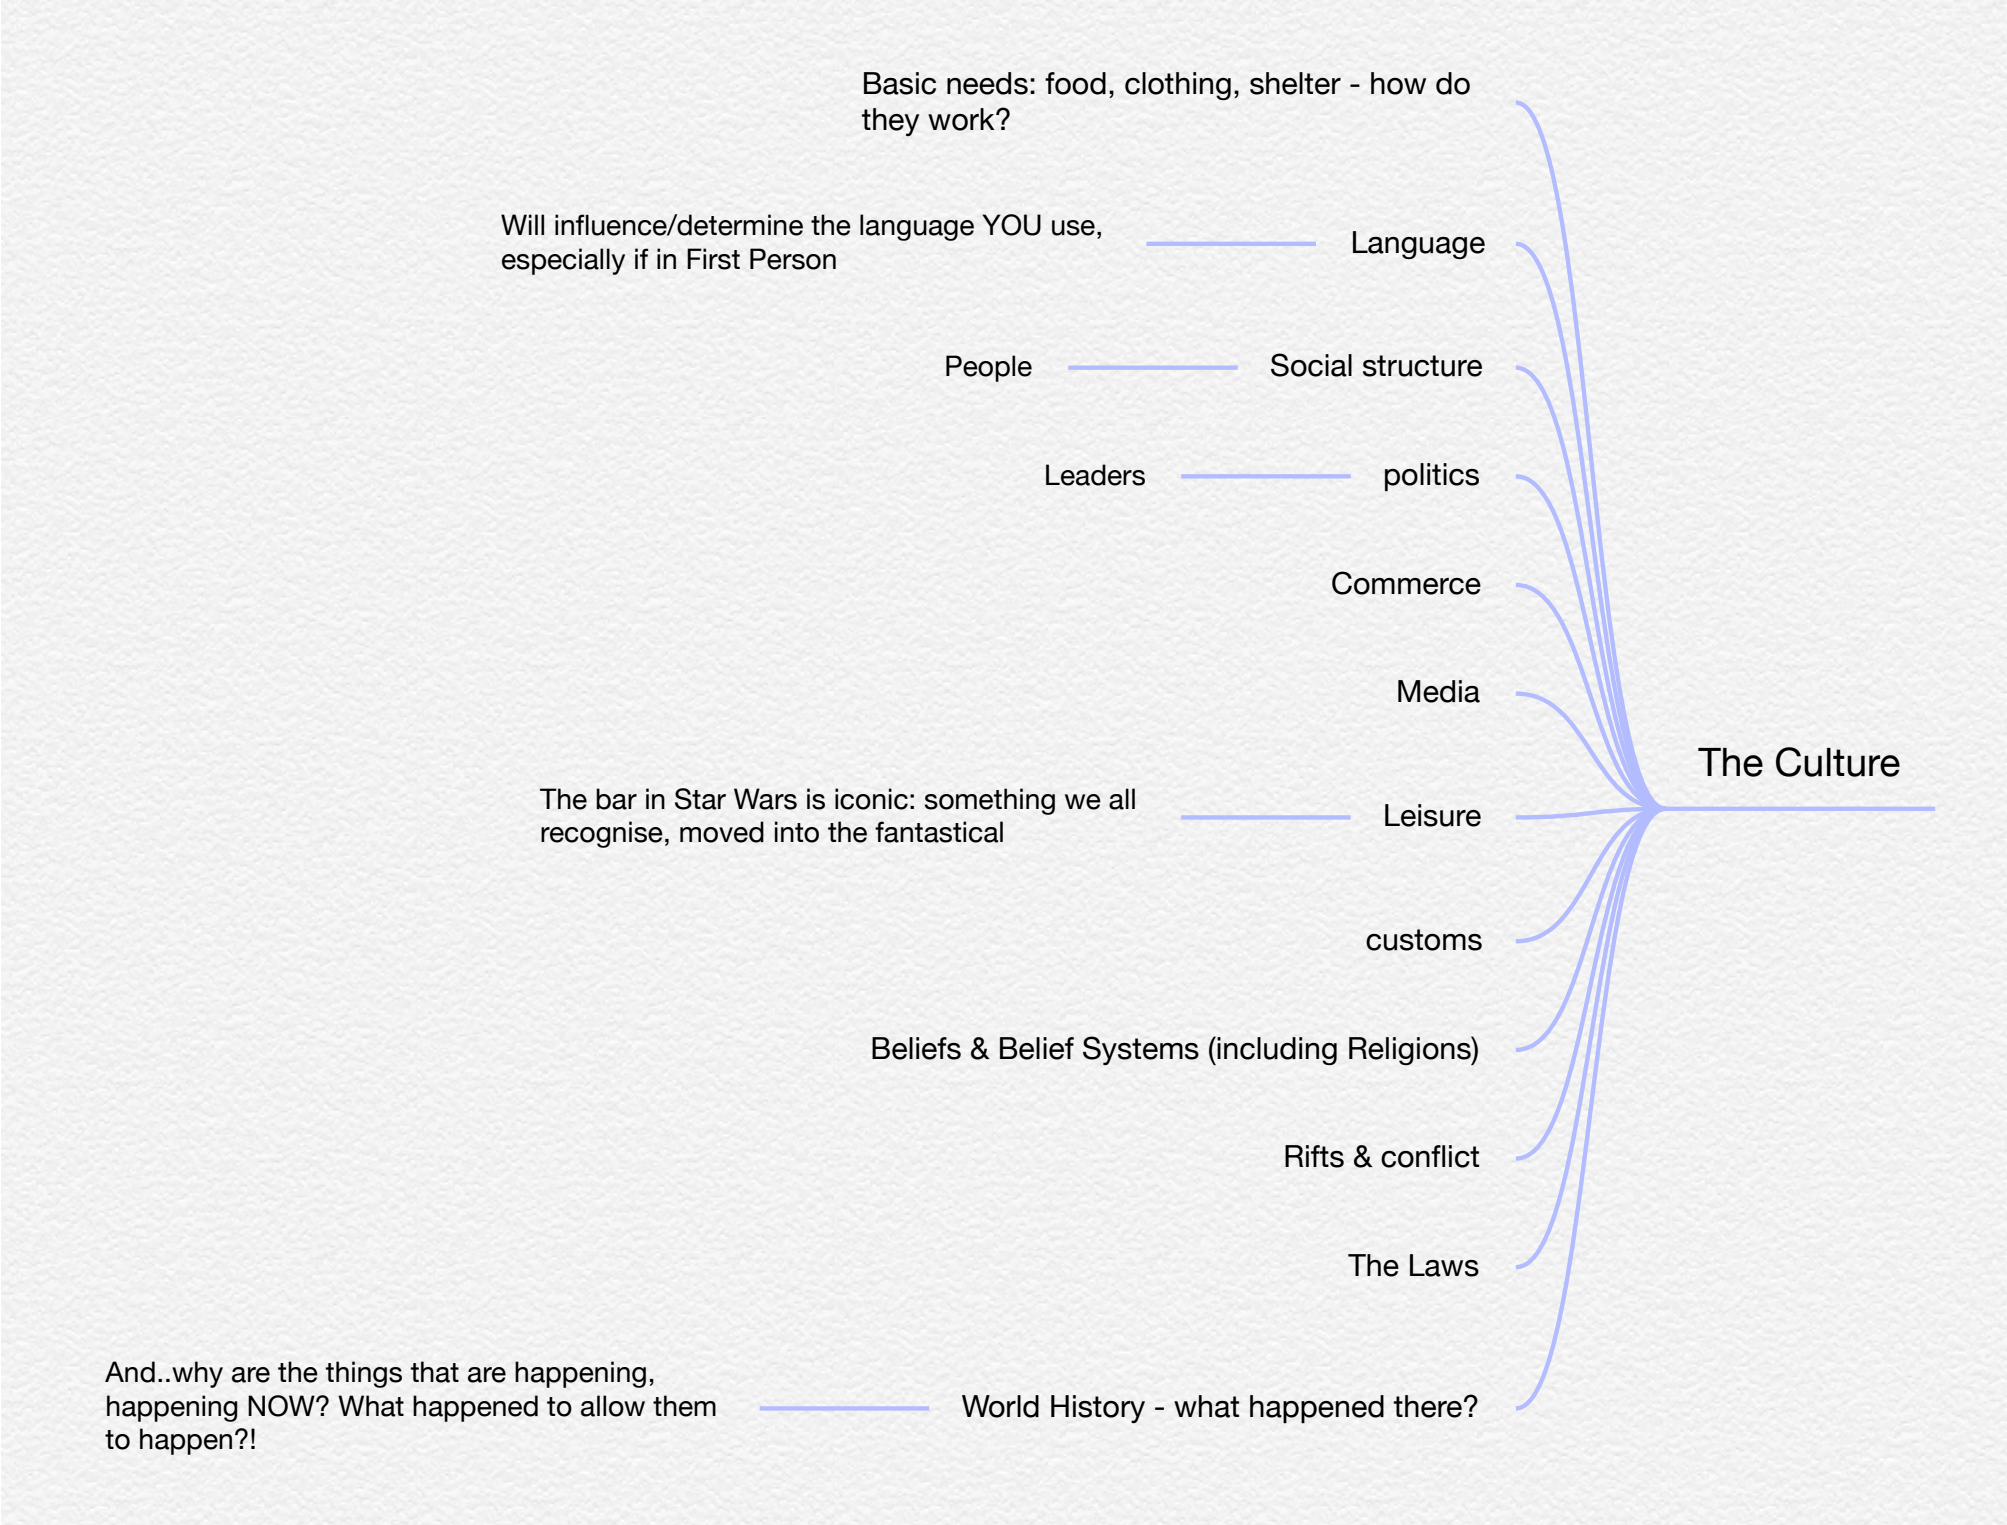 Basic needs: food, clothing, shelter - how do
they work?
Will influence/determine the language YOU use,
especially if in First Person
Language
People
Social structure
Leaders
politics
Commerce
Media
The Culture
The bar in Star Wars is iconic: something we all
recognise, moved into the fantastical
Leisure
customs
Beliefs & Belief Systems (including Religions)
Rifts & conflict
The Laws
And..why are the things that are happening,
happening NOW? What happened to allow them
to happen?!
World History - what happened there?